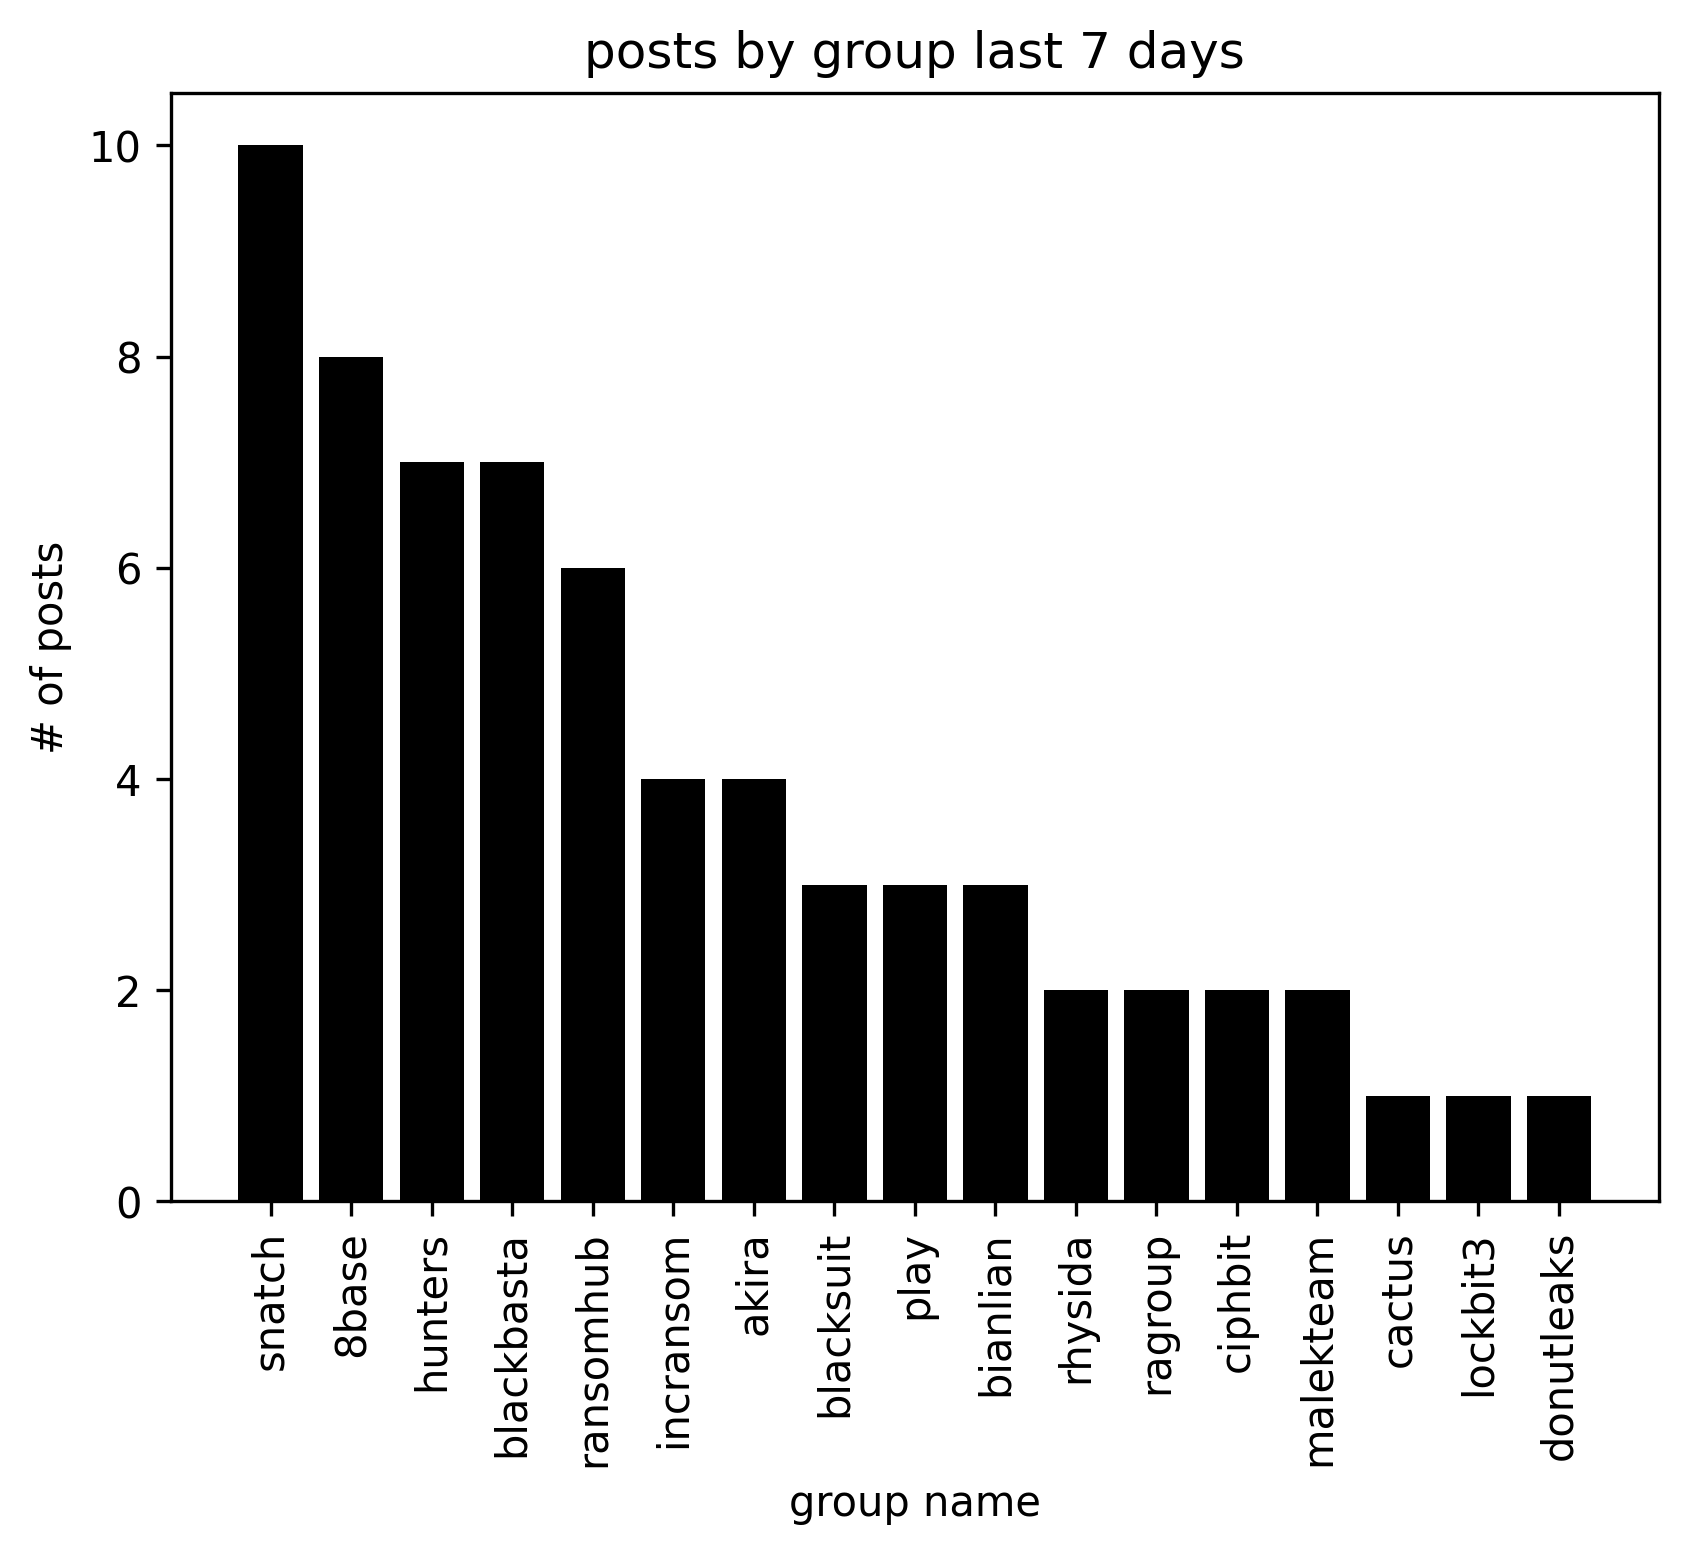 posts by group last 7 days
# of posts
10
8
6
4
2
0
snatch
8base
hunters
blackbasta
ransomhub
incransom
akira
blacksuit
play
bianlian
rhysida
ragroup
ciphbit
malekteam
cactus
lockbit3
donutleaks
group name